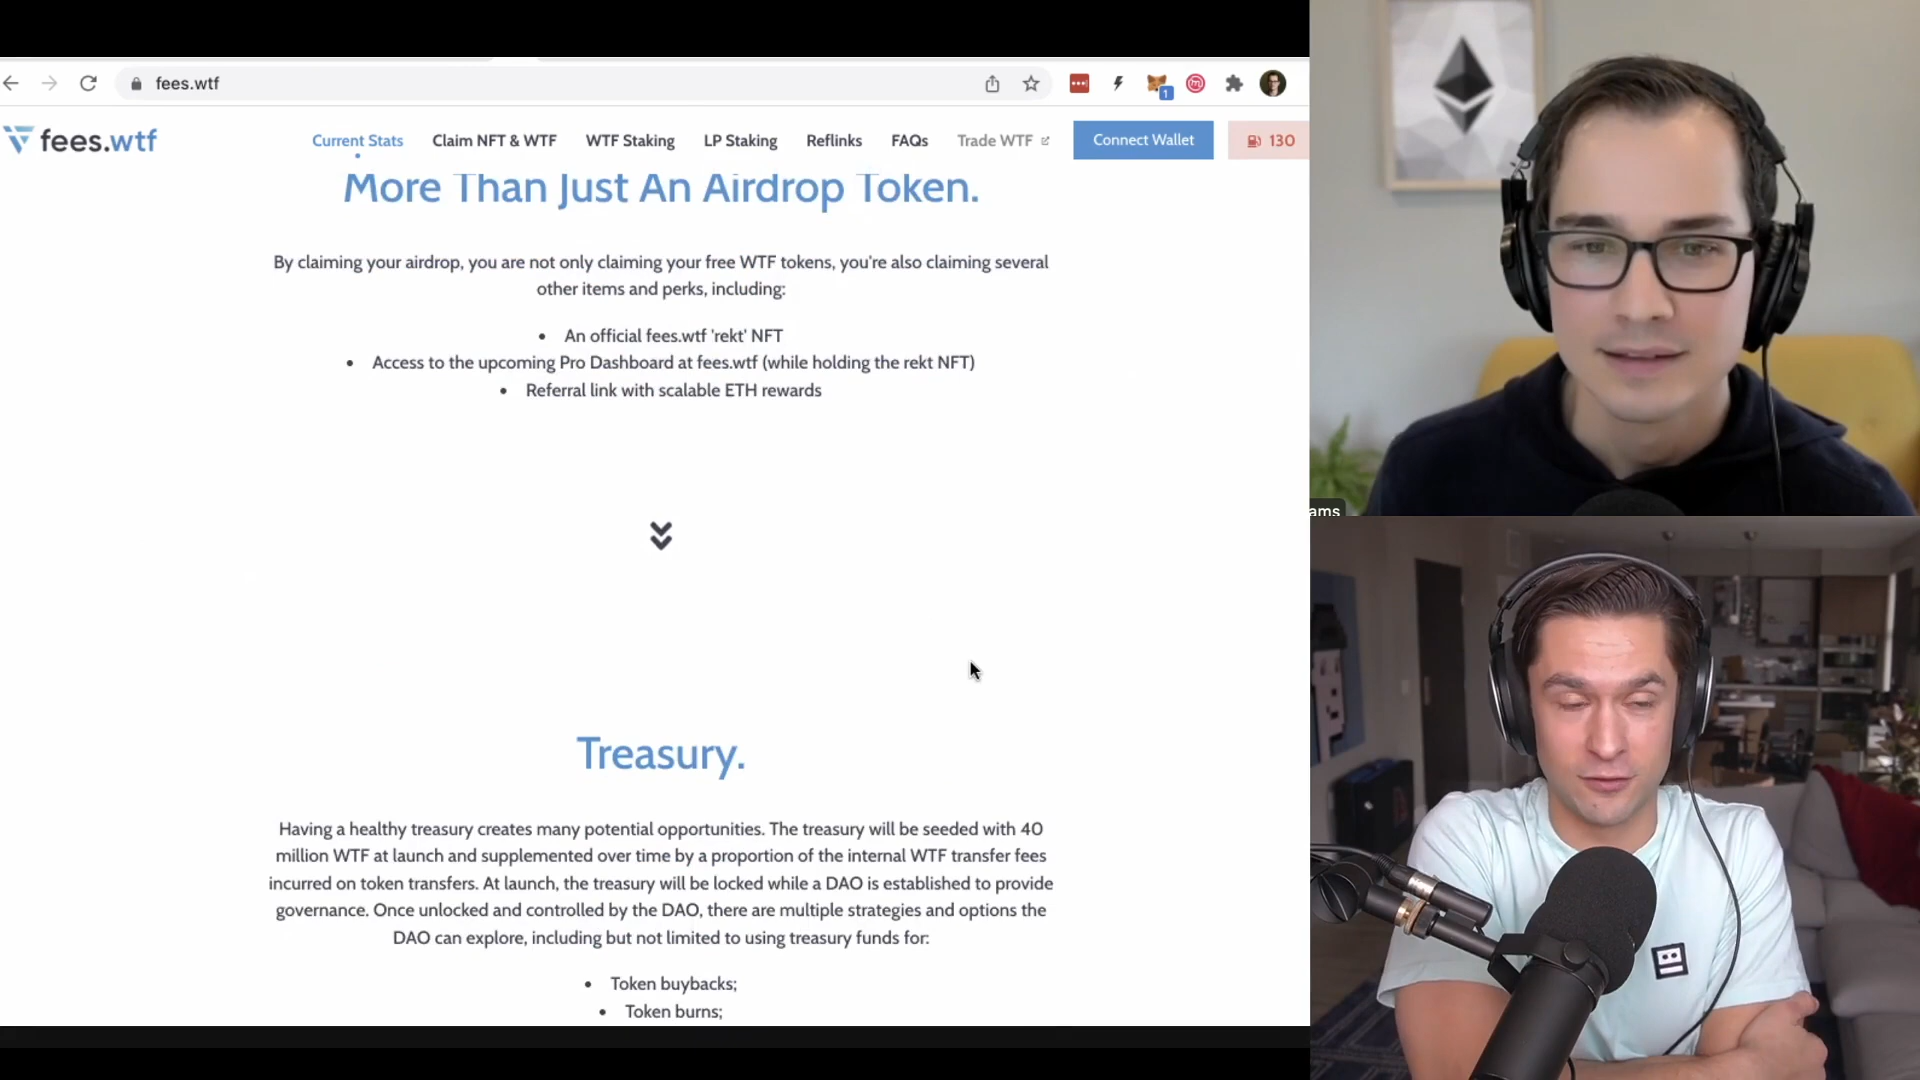 fees.wtf
1
fees.wtf
Current Stats
Claim NFT & WTF
WTF Staking
LP Staking
Reflinks
FAQs
Trade WTF
Connect Wallet
130
More Than Just An Airdrop Token.
By claiming your airdrop, you are not only claiming your free WTF tokens, you're also claiming several
other items and perks, including:
• An official fees.wtf 'rekt' NFT
• Access to the upcoming Pro Dashboard at fees.wtf (while holding the rekt NFT)
• Referral link with scalable ETH rewards
Treasury.
Having a healthy treasury creates many potential opportunities. The treasury will be seeded with 40
million WTF at launch and supplemented over time by a proportion of the internal WTF transfer fees
incurred on token transfers. At launch, the treasury will be locked while a DAO is established to provide
governance. Once unlocked and controlled by the DAO, there are multiple strategies and options the
DAO can explore, including but not limited to using treasury funds for:
• Token buybacks;
• Token burns;
ams